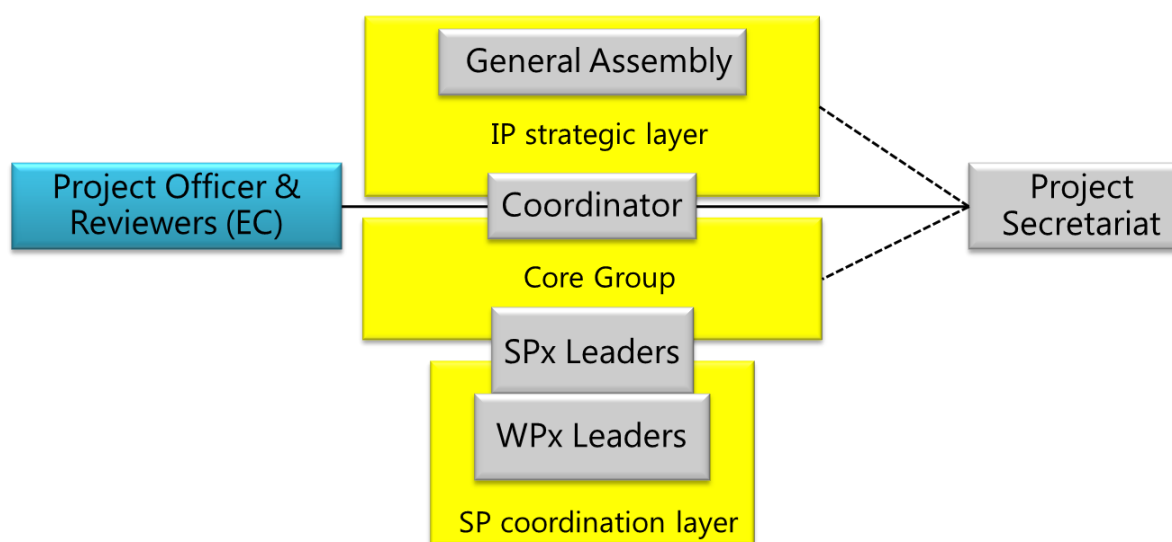 General Assembly
IP strategic layer
Project Officer &
Reviewers (EC)
Coordinator
Project
Secretariat
Core Group
SPx Leaders
WPx Leaders
SP coordination layer